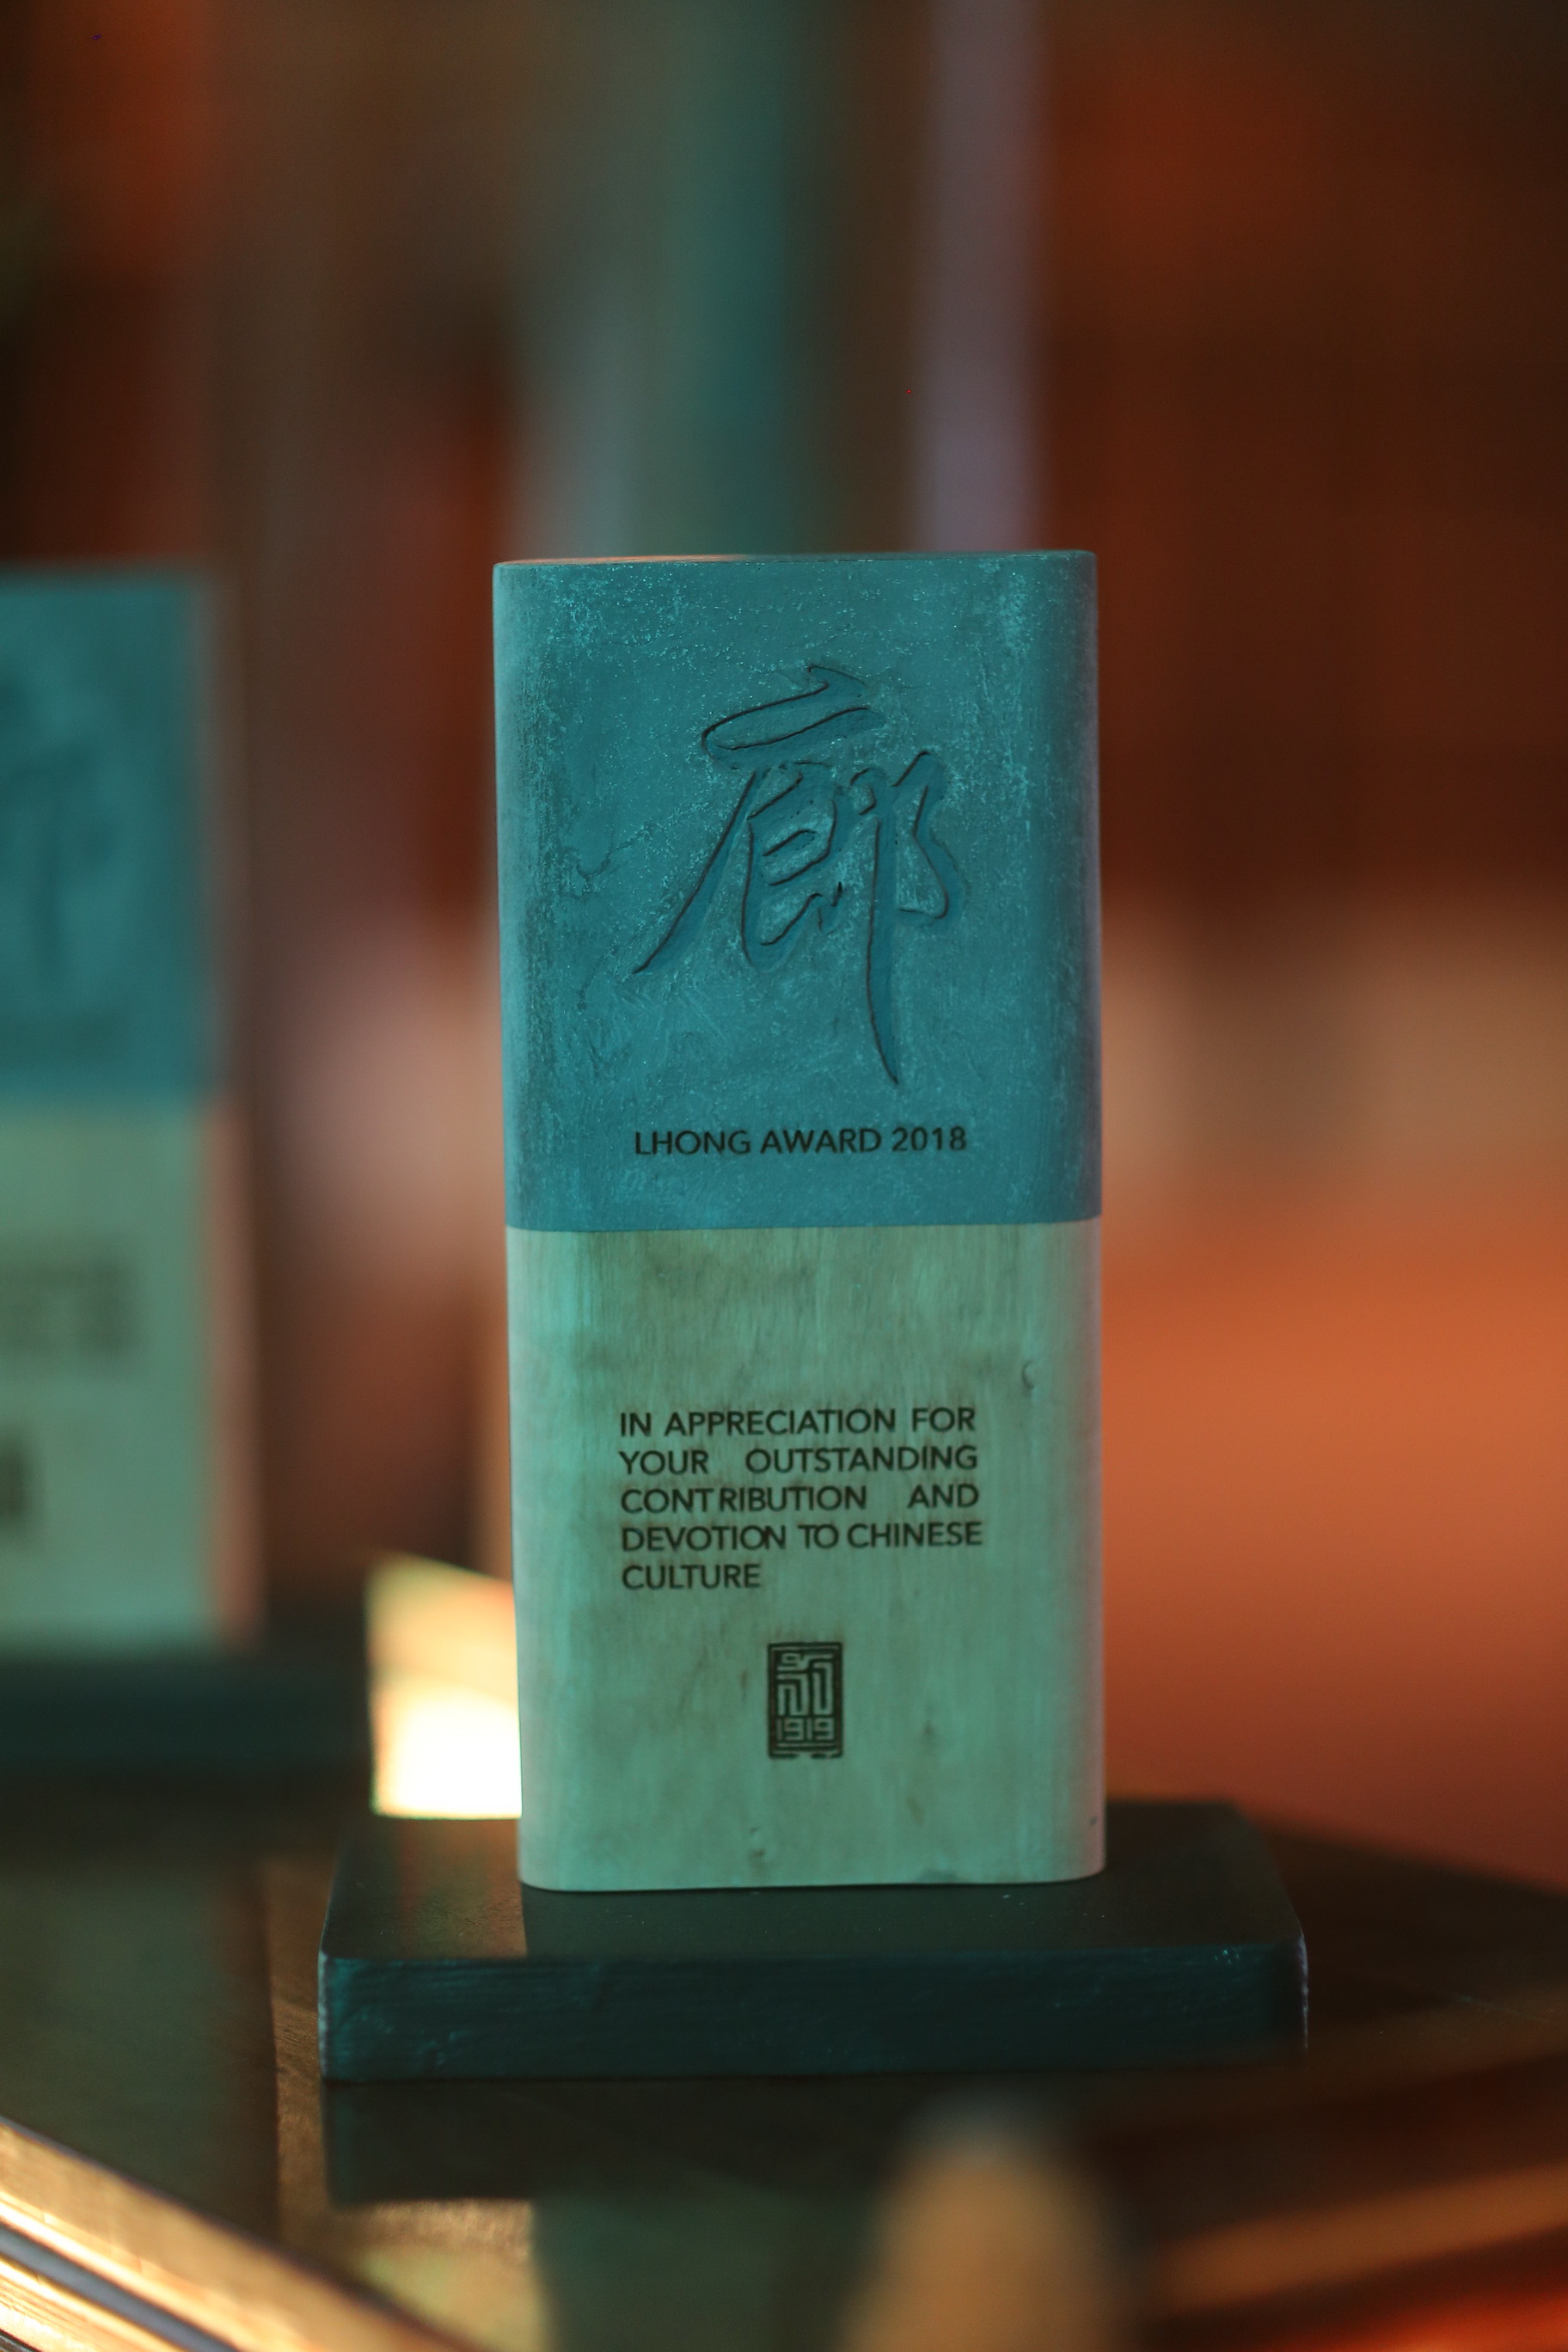 廊
LHONG AWARD 2018
IN APPRECIATION FOR
YOUR OUTSTANDING
CONTRIBUTION AND
DEVOTION TO CHINESE
CULTURE
1919